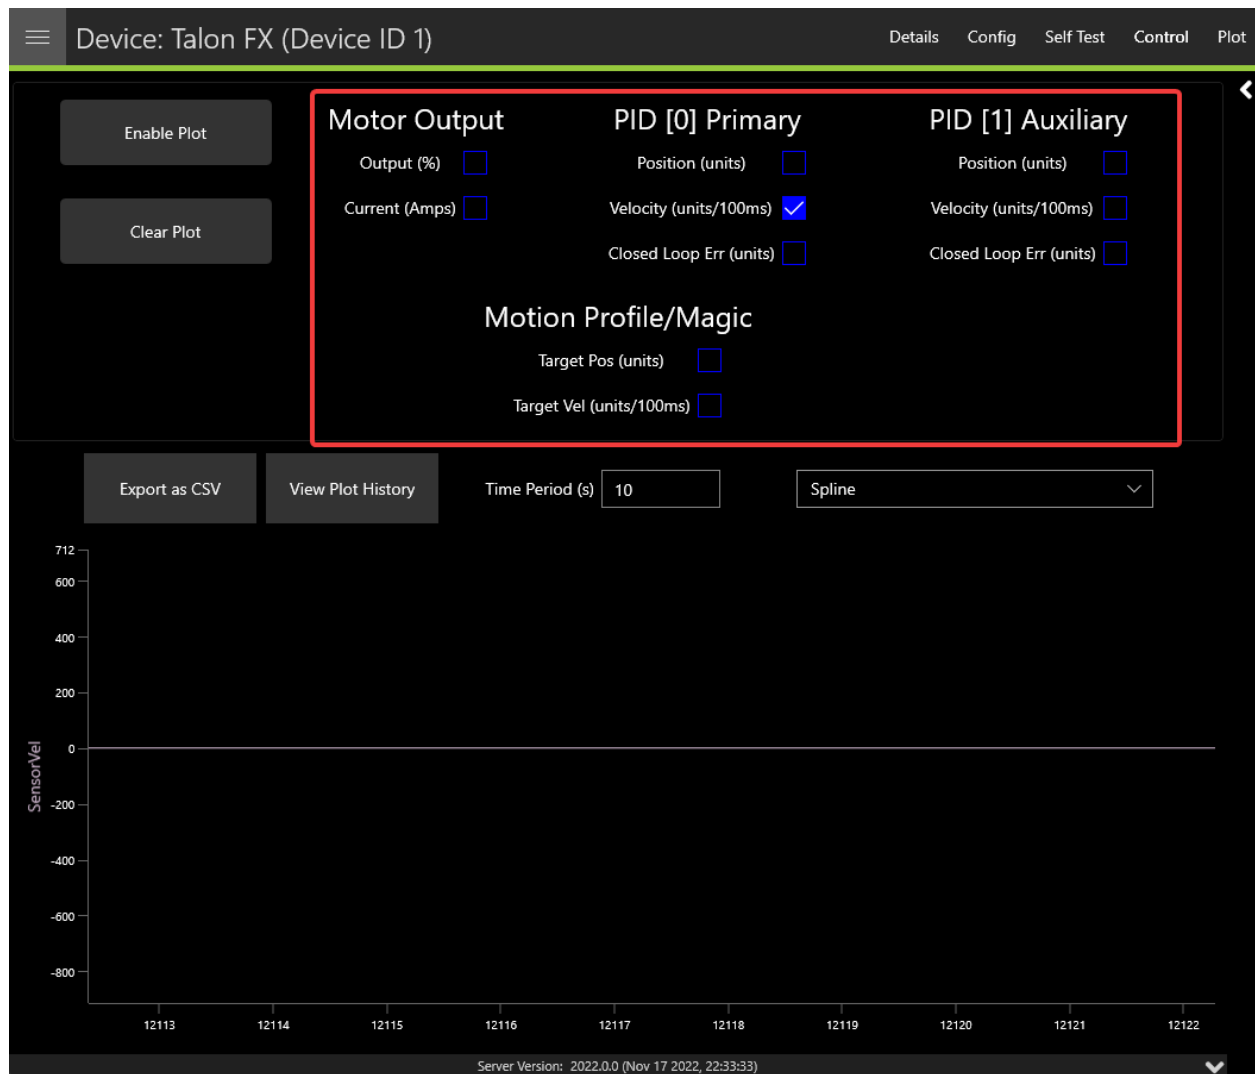 Device: Talon FX (Device ID 1)
Details Config Self Test Control Plot
Enable Plot
Clear Plot
Motor Output
Output (%)
Current (Amps)
PID [0] Primary
Position (units)
Velocity (units/100ms)
Closed Loop Err (units)
PID [1] Auxiliary
Position (units)
Velocity (units/100ms)
Closed Loop Err (units)
Motion Profile/Magic
Target Pos (units)
Target Vel (units/100ms)
Export as CSV
View Plot History
Time Period (s) 10
Spline
712
600
400
200
0
-200
-400
-600
-800
SensorVel
12113 12114 12115 12116 12117 12118 12119 12120 12121 12122
Server Version: 2022.0.0 (Nov 17 2022, 22:33:33)